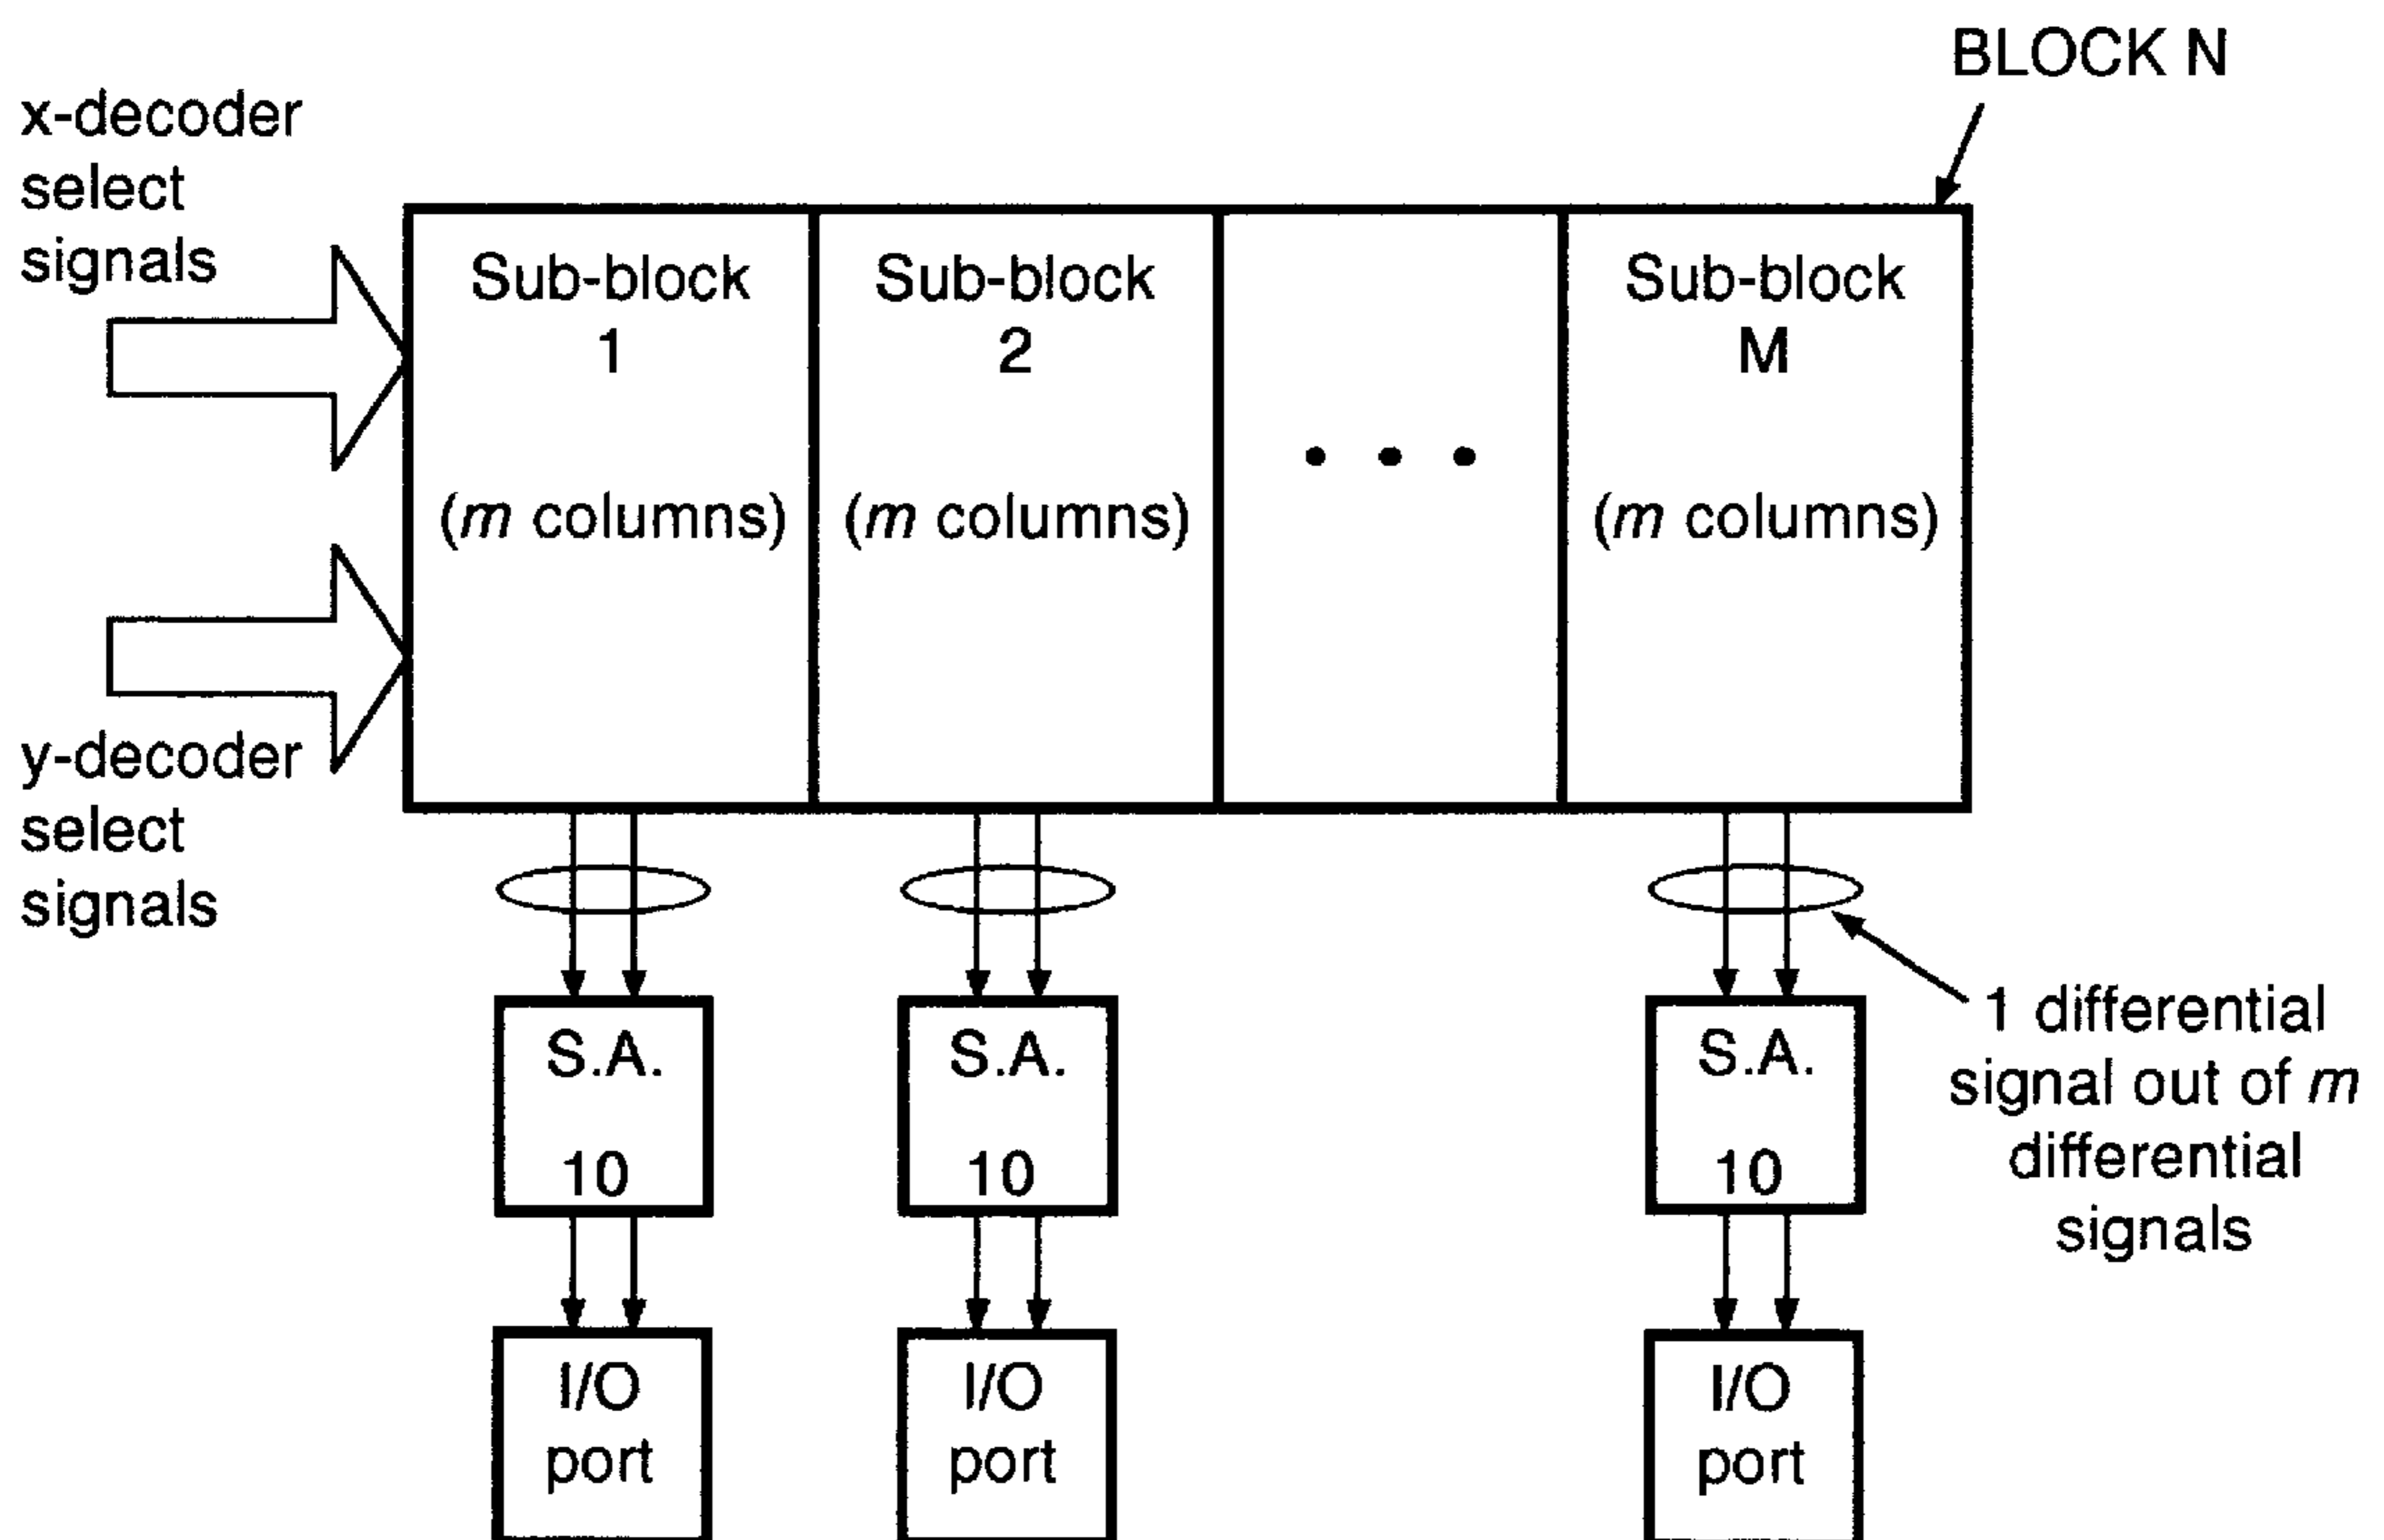 BLOCK N
x-decoder
select
signals
Sub-block
1
(m columns)
Sub-block
2
(m columns)
• • •
Sub-block
M
(m columns)
y-decoder
select
signals
S.A.
10
S.A.
10
S.A.
10
1 differential
signal out of m
differential
signals
I/O
port
I/O
port
I/O
port